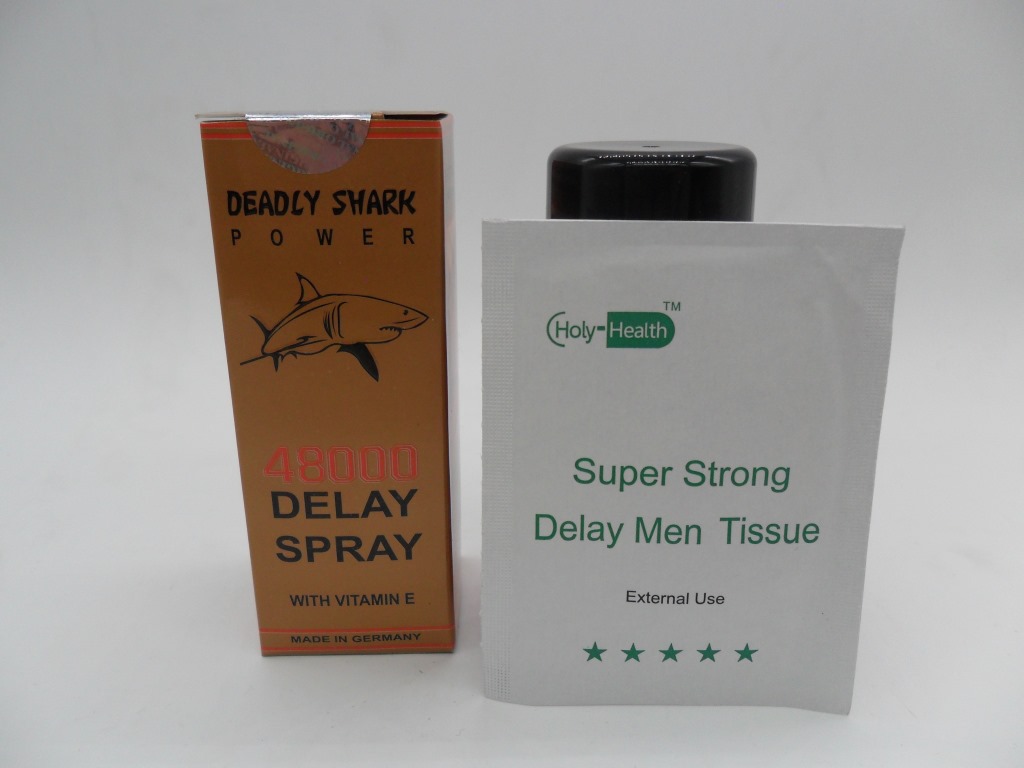 DEADLY SHARK
POWER
48000
DELAY
SPRAY
WITH VITAMIN E
MADE IN GERMANY
Holy-Health TM
Super Strong
Delay Men Tissue
External Use